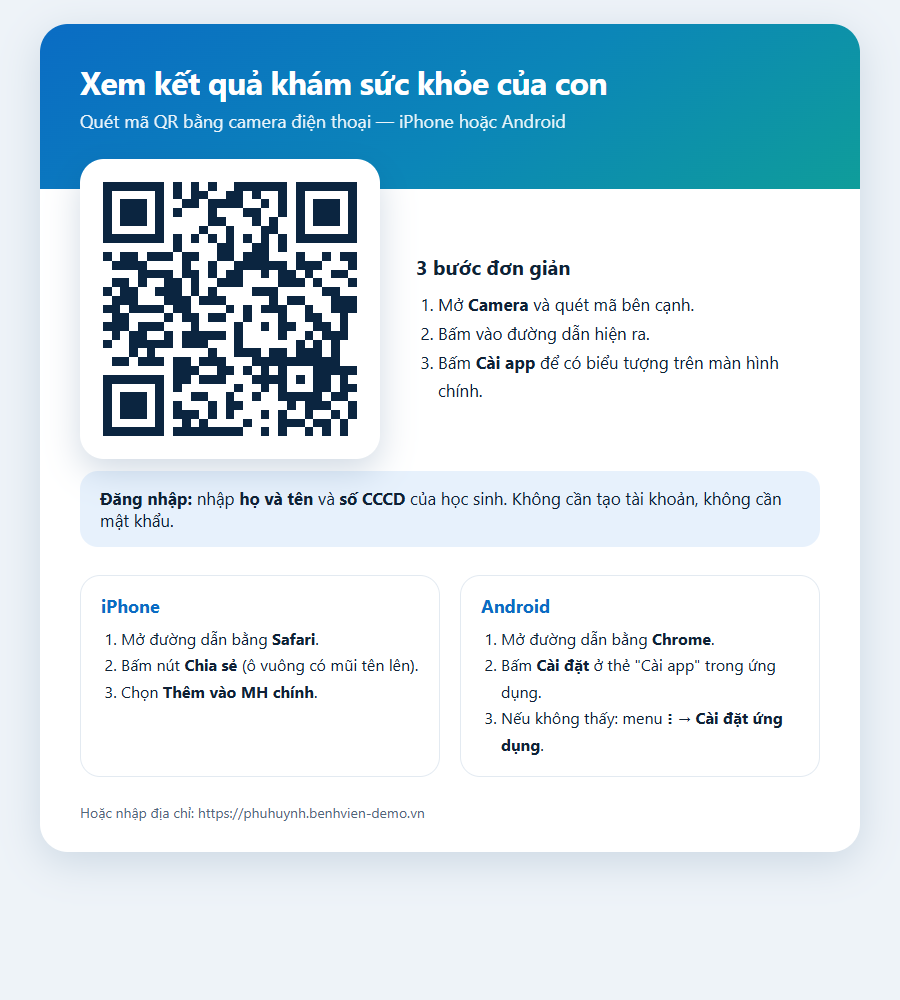 Xem kết quả khám sức khỏe của con
Quét mã QR bằng camera điện thoại — iPhone hoặc Android
3 bước đơn giản
1. Mở Camera và quét mã bên cạnh.
2. Bấm vào đường dẫn hiện ra.
3. Bấm Cài app để có biểu tượng trên màn hình
chính.
Đăng nhập: nhập họ và tên và số CCCD của học sinh. Không cần tạo tài khoản, không cần
mật khẩu.
iPhone
1. Mở đường dẫn bằng Safari.
2. Bấm nút Chia sẻ (ô vuông có mũi tên lên).
3. Chọn Thêm vào MH chính.
Android
1. Mở đường dẫn bằng Chrome.
2. Bấm Cài đặt ở thẻ "Cài app" trong ứng
dụng.
3. Nếu không thấy: menu ⋮ → Cài đặt ứng
dụng.
Hoặc nhập địa chỉ: https://phuhuynh.benhvien-demo.vn